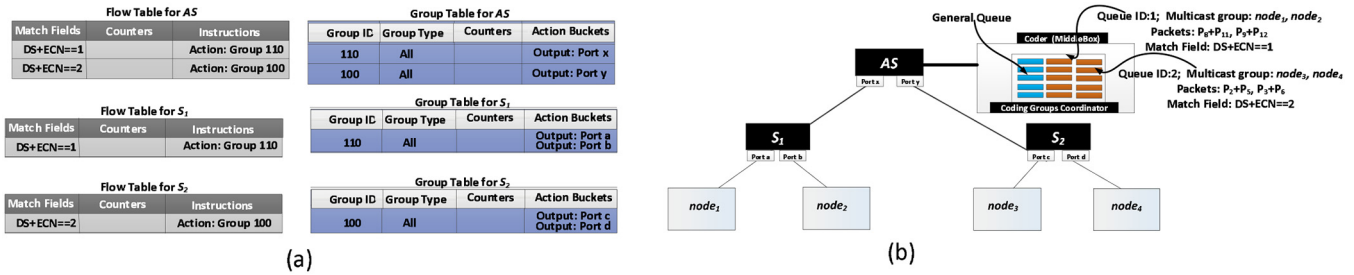 Flow Table for AS
Match Fields Counters Instructions
DS+ECN==1 Action: Group 110
DS+ECN==2 Action: Group 100
Group Table for AS
Group ID Group Type Counters Action Buckets
110 All Output: Port x
100 All Output: Port y
Flow Table for S1
Match Fields Counters Instructions
DS+ECN==1 Action: Group 110
Group Table for S1
Group ID Group Type Counters Action Buckets
110 All Output: Port a
Output: Port b
Flow Table for S2
Match Fields Counters Instructions
DS+ECN==2 Action: Group 100
Group Table for S2
Group ID Group Type Counters Action Buckets
100 All Output: Port c
Output: Port d
(a)
General Queue
Queue ID:1; Multicast group: node1, node2
Packets: P8+P11, P9+P12
Match Field: DS+ECN==1
Coder (MiddleBox)
Coding Groups Coordinator
Queue ID:2; Multicast group: node3, node4
Packets: P2+P5, P3+P6
Match Field: DS+ECN==2
AS
Port x Port y
S1
Port a Port b
S2
Port c Port d
node1
node2
node3
node4
(b)